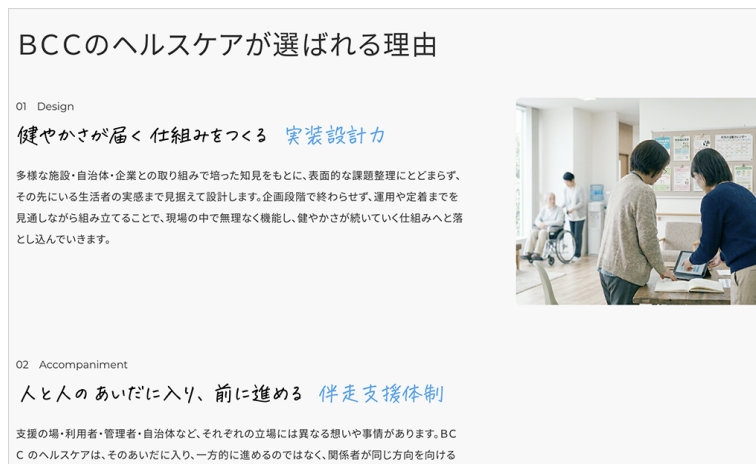 BCCのヘルスケアが選ばれる理由
01 Design
健やかさが届く 仕組みをつくる 実装設計力
多様な施設・自治体・企業との取り組みで培った知見をもとに、表面的な課題整理にとどまらず、
その先にいる生活者の実感まで見据えて設計します。企画段階で終わらせず、運用や定着までを
見通しながら組み立てることで、現場の中で無理なく機能し、健やかさが続いていく仕組みへと落
とし込んでいきます。
02 Accompaniment
人と人の あいだに入り、前に進める 伴走支援体制
支援の場・利用者・管理者・自治体など、それぞれの立場には異なる想いや事情があります。BC
C のヘルスケアは、そのあいだに入り、一方的に進めるのではなく、関係者が同じ方向を向ける